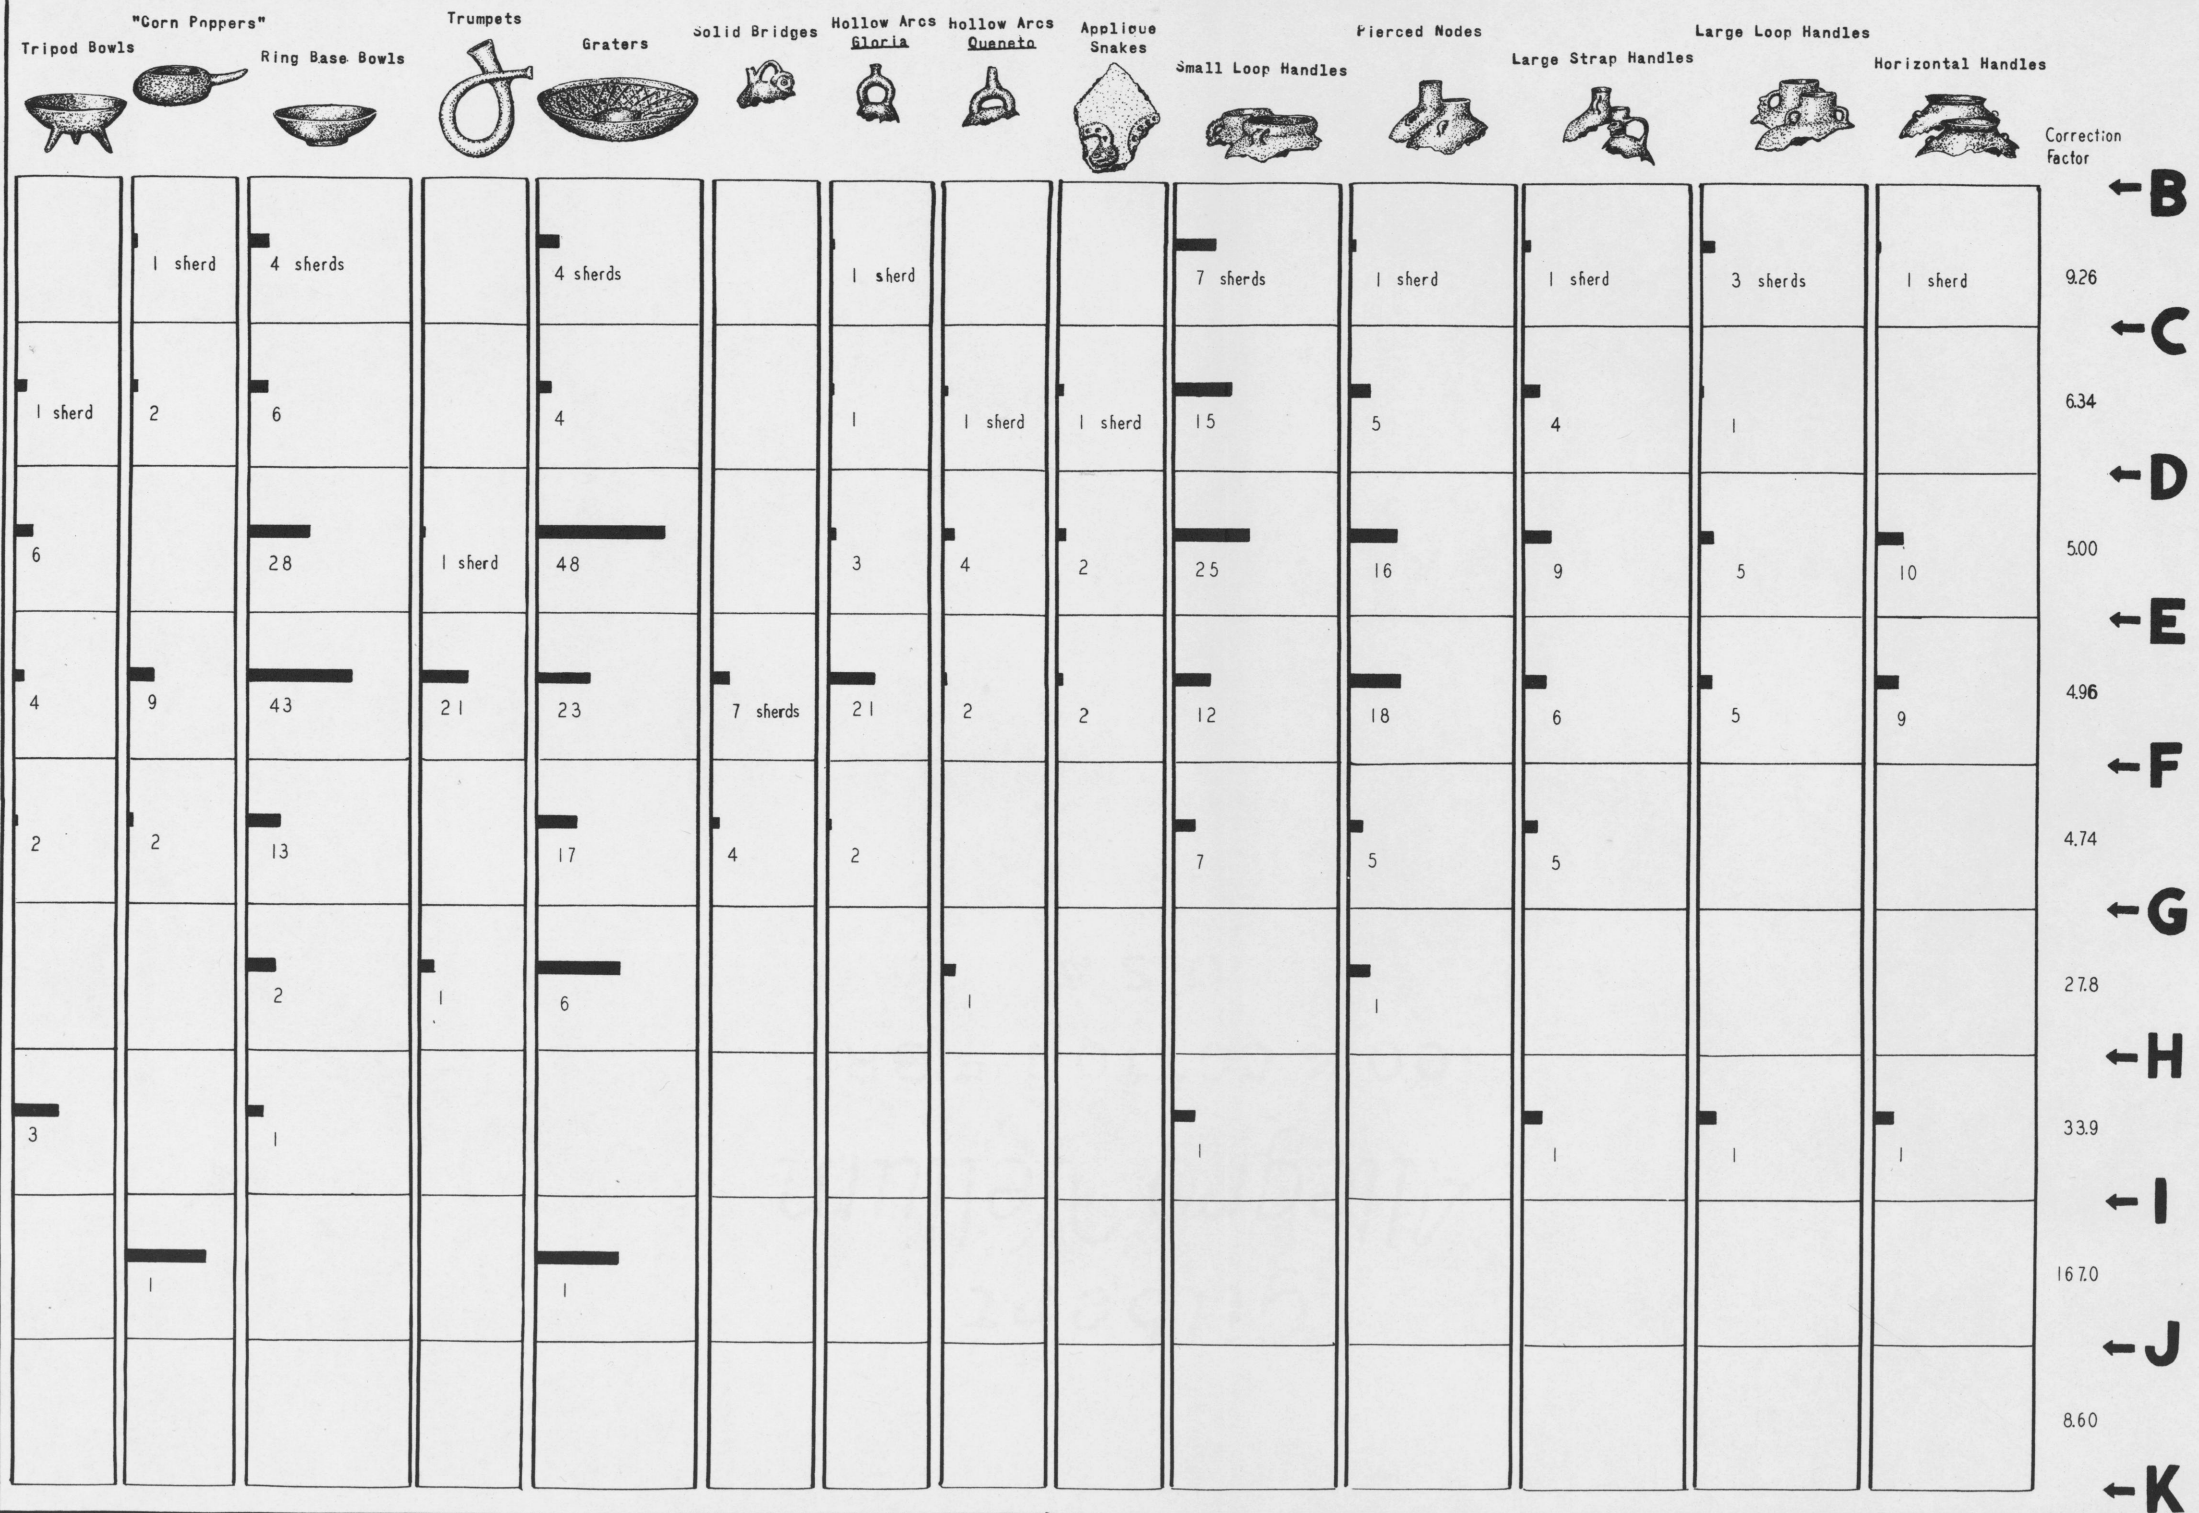 "Corn Poppers"
Trumpets
Hollow Arcs Gloria
Hollow Arcs Queneto
Applique Snakes
Solid Bridges
Pierced Nodes
Large Loop Handles
Tripod Bowls
Ring Base Bowls
Graters
Small Loop Handles
Large Strap Handles
Horizontal Handles
Correction
Factor
←B
1 sherd 4 sherds 4 sherds 1 sherd 7 sherds 1 sherd 1 sherd 3 sherds 1 sherd 9.26
←C
1 sherd 2 6 4 1 1 sherd 1 sherd 15 5 4 1 6.34
←D
6 28 1 sherd 48 3 4 2 25 16 9 5 10 5.00
←E
4 9 43 21 23 7 sherds 21 2 2 12 18 6 5 9 4.96
←F
2 2 13 17 4 2 7 5 5 4.74
←G
2 1 6 1 1 27.8
←H
3 1 1 1 1 1 33.9
←I
1 1 167.0
←J
8.60
←K